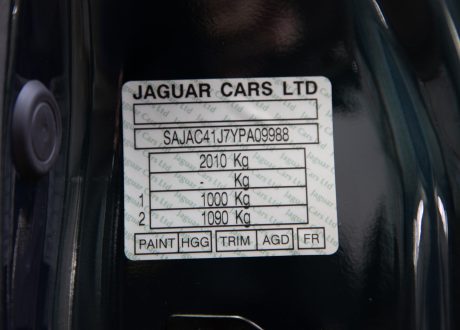 JAGUAR CARS LTD
SAJAC41J7YPA09988
2010 Kg
- Kg
1 1000 Kg
2 1090 Kg
PAINT HGG TRIM AGD FR